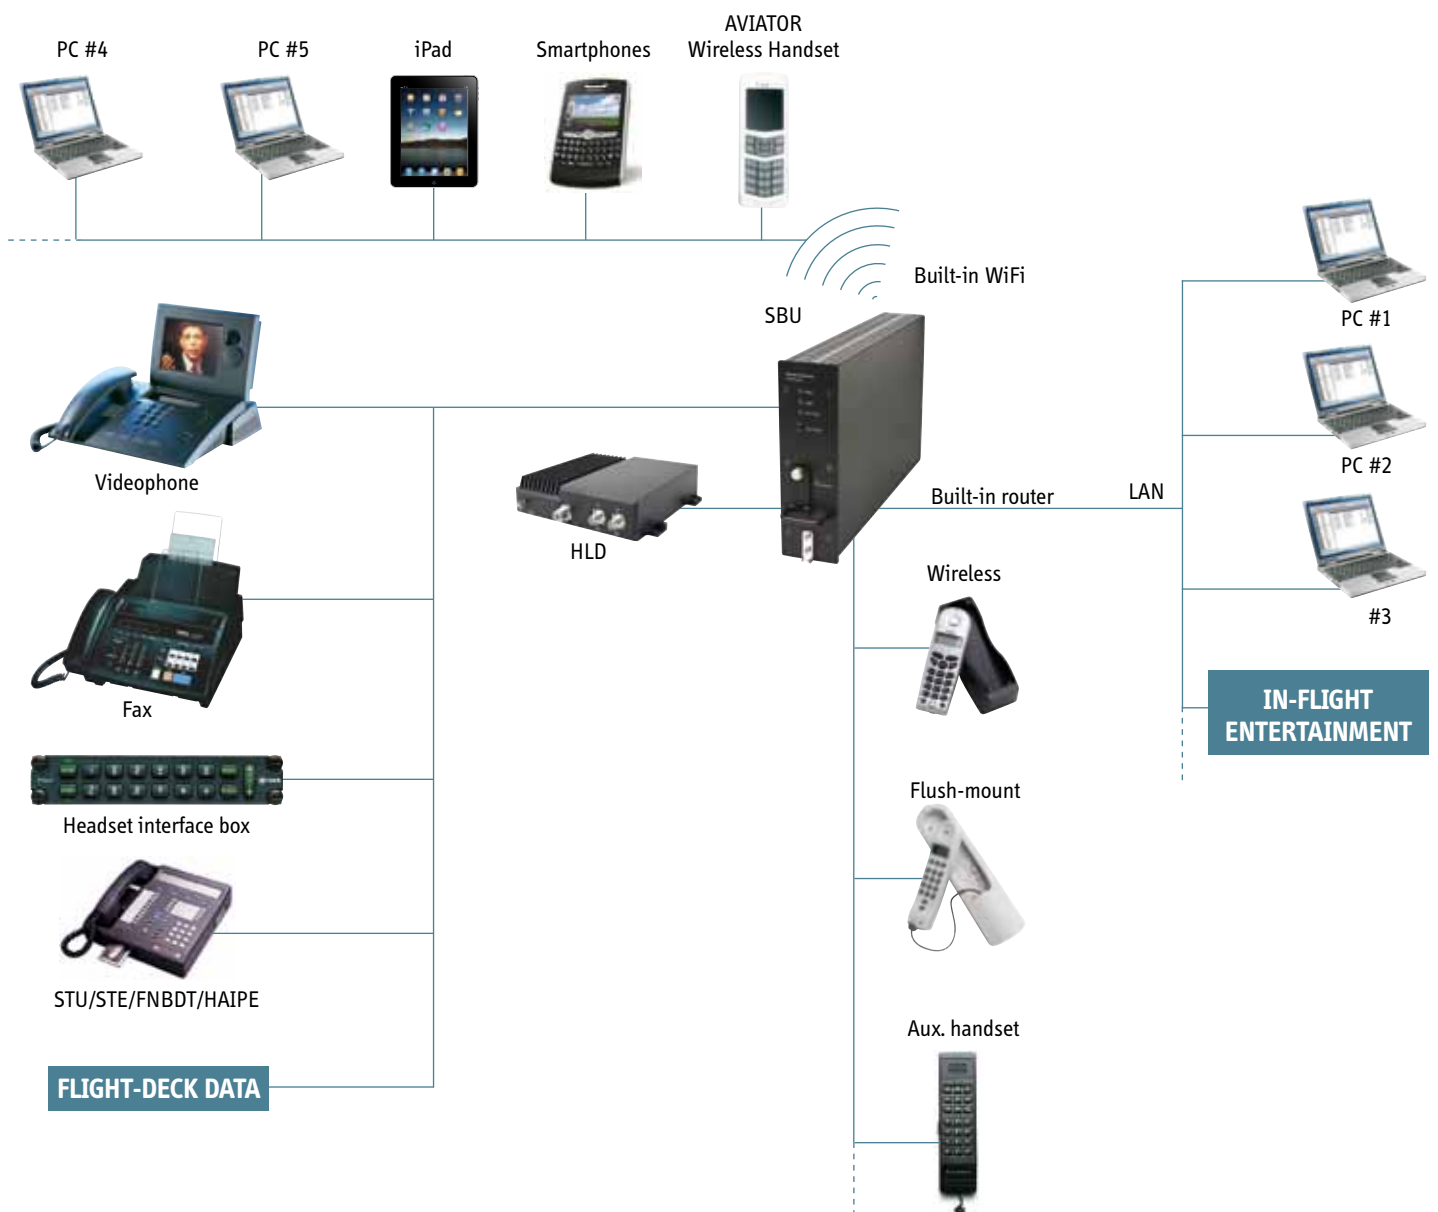 AVIATOR
PC #4
PC #5
iPad
Smartphones
Wireless Handset
Built-in WiFi
SBU
PC #1
Videophone
PC #2
Built-in router
LAN
HLD
Wireless
#3
Fax
IN-FLIGHT
ENTERTAINMENT
Flush-mount
Headset interface box
STU/STE/FNBDT/HAIPE
Aux. handset
FLIGHT-DECK DATA